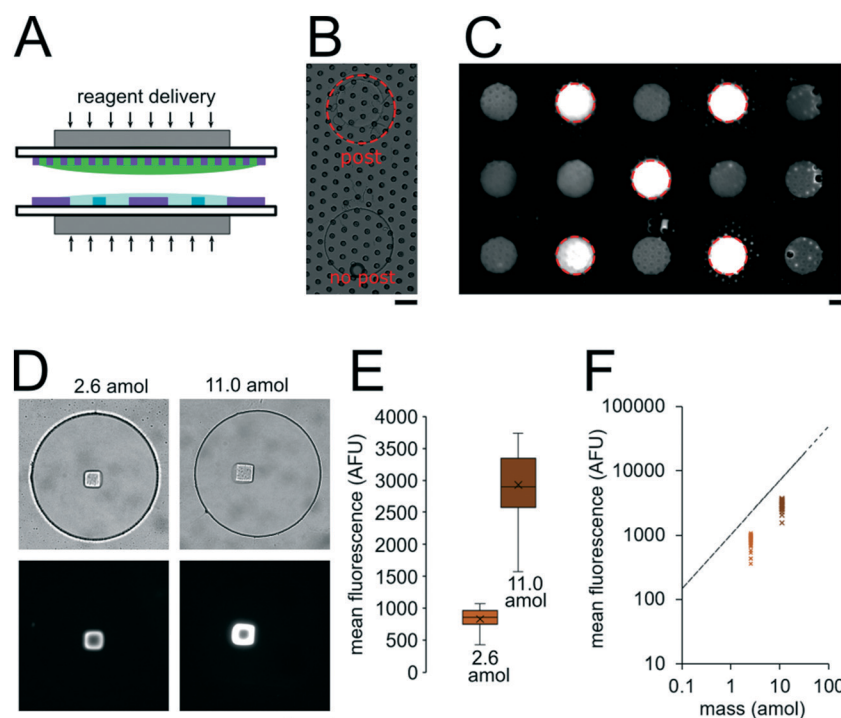 A
reagent delivery
B
post
no post
C
D
2.6 amol
11.0 amol
E
mean fluorescence (AFU)
4000
3500
3000
2500
2000
1500
1000
500
0
2.6
amol
11.0
amol
F
mean fluorescence (AFU)
100000
10000
1000
100
10
0.1
1
10
100
mass (amol)